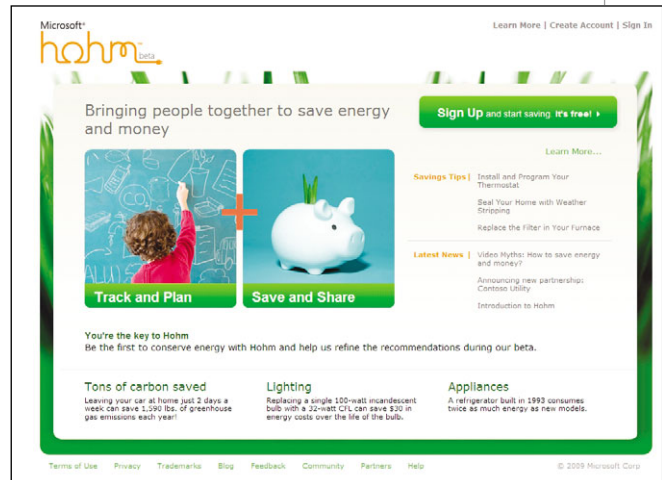 Microsoft®
hohm™ beta
Learn More | Create Account | Sign In
Bringing people together to save energy
and money
Sign Up and start saving. It's free!
Learn More...
Track and Plan
+
Save and Share
Savings Tips | Install and Program Your
Thermostat
Seal Your Home with Weather
Stripping
Replace the Filter in Your Furnace
Latest News | Video Myths: How to save energy
and money?
Announcing new partnership:
Contoso Utility
Introduction to Hohm
You're the key to Hohm
Be the first to conserve energy with Hohm and help us refine the recommendations during our beta.
Tons of carbon saved
Leaving your car at home just 2 days a
week can save 1,590 lbs. of greenhouse
gas emissions each year!
Lighting
Replacing a single 100-watt incandescent
bulb with a 32-watt CFL can save $30 in
energy costs over the life of the bulb.
Appliances
A refrigerator built in 1993 consumes
twice as much energy as new models.
Terms of Use Privacy Trademarks Blog Feedback Community Partners Help
© 2009 Microsoft Corp